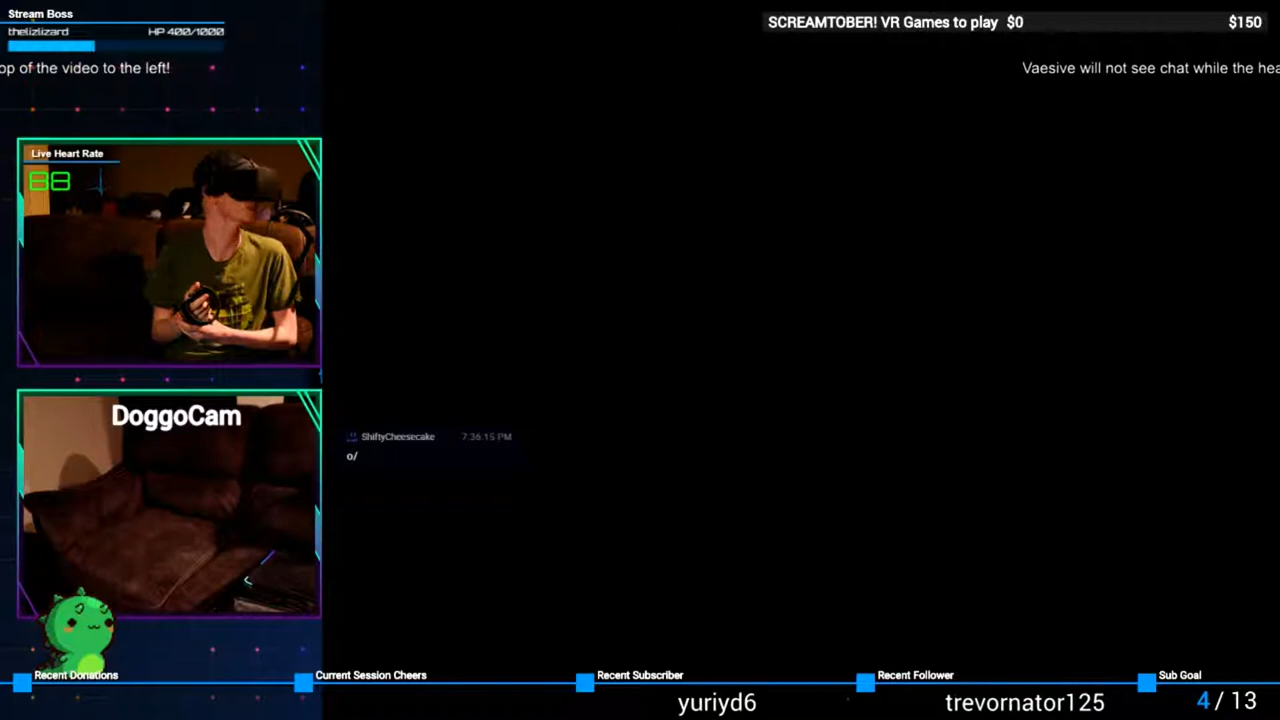 Stream Boss
thelizlizard HP 400/1000
SCREAMTOBER! VR Games to play $0 $150
op of the video to the left!
Vaesive will not see chat while the hea
Live Heart Rate
88
DoggoCam
ShiftyCheesecake 7:36:15 PM
o/
Recent Donations
Current Session Cheers
Recent Subscriber
yuriyd6
Recent Follower
trevornator125
Sub Goal
4 / 13